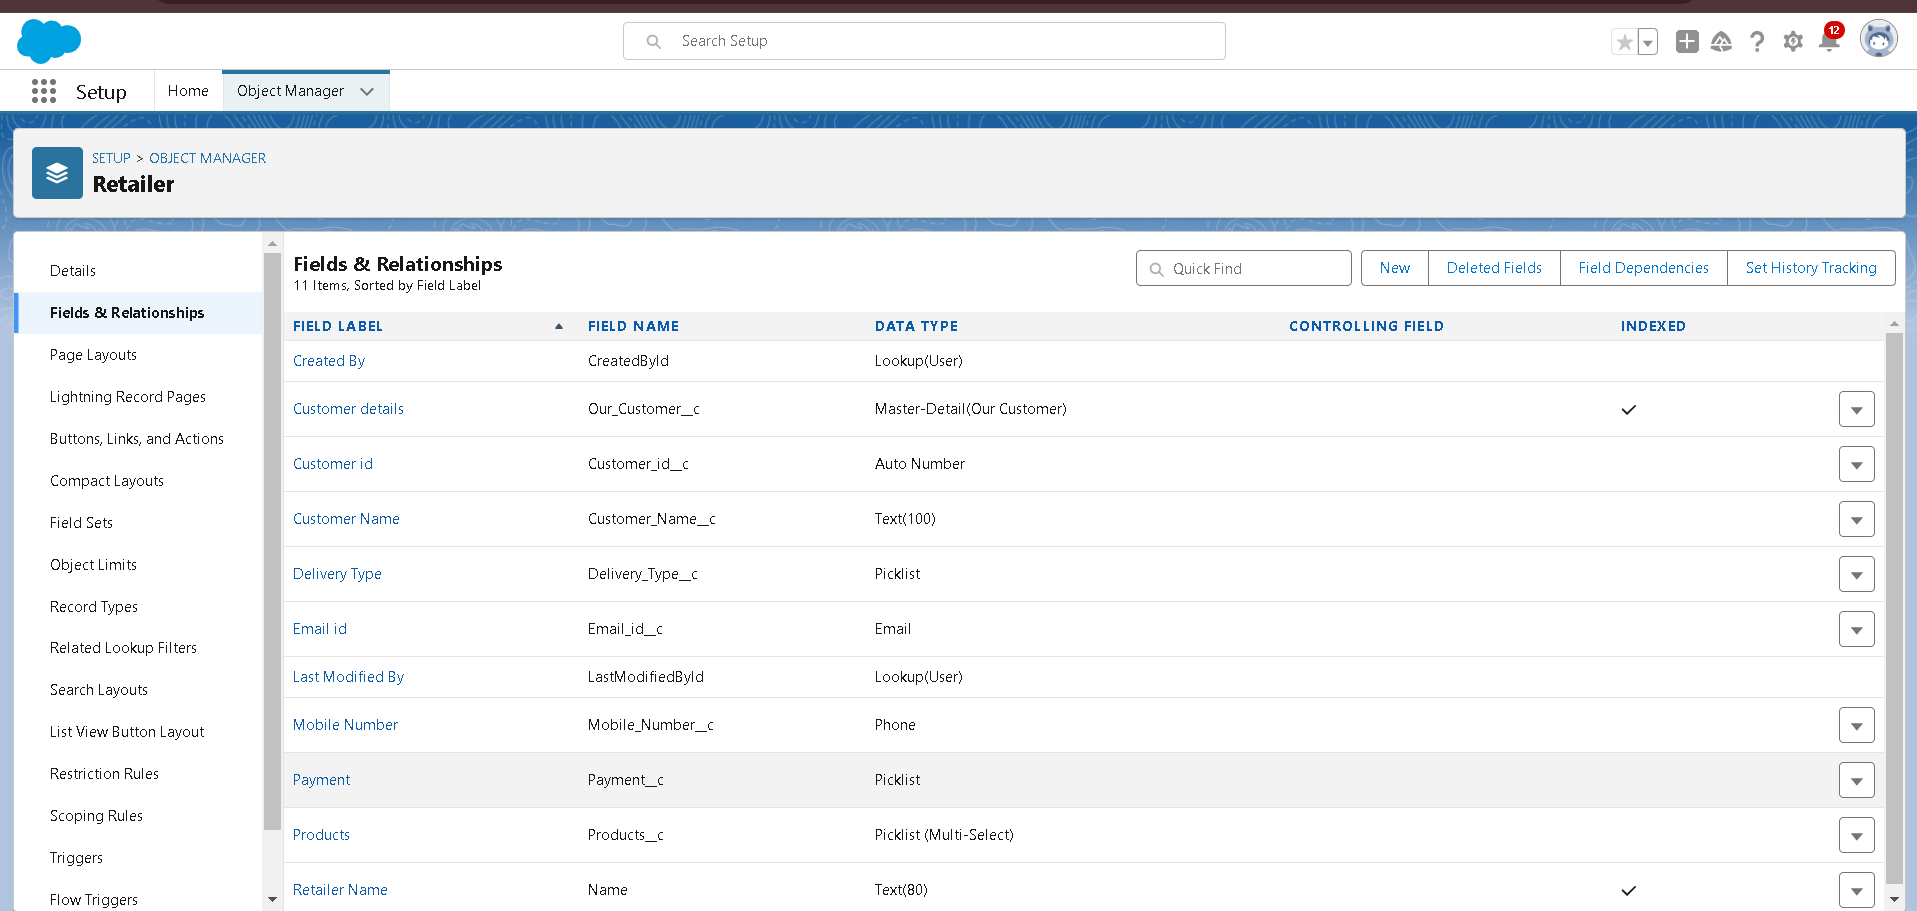 Search Setup
12
Setup
Home
Object Manager
SETUP > OBJECT MANAGER
Retailer
Details
Fields & Relationships
Page Layouts
Lightning Record Pages
Buttons, Links, and Actions
Compact Layouts
Field Sets
Object Limits
Record Types
Related Lookup Filters
Search Layouts
List View Button Layout
Restriction Rules
Scoping Rules
Triggers
Flow Triggers
Fields & Relationships
11 Items, Sorted by Field Label
Quick Find
New
Deleted Fields
Field Dependencies
Set History Tracking
FIELD LABEL FIELD NAME DATA TYPE CONTROLLING FIELD INDEXED
Created By CreatedById Lookup(User)
Customer details Our_Customer__c Master-Detail(Our Customer)
Customer id Customer_id__c Auto Number
Customer Name Customer_Name__c Text(100)
Delivery Type Delivery_Type__c Picklist
Email id Email_id__c Email
Last Modified By LastModifiedById Lookup(User)
Mobile Number Mobile_Number__c Phone
Payment Payment__c Picklist
Products Products__c Picklist (Multi-Select)
Retailer Name Name Text(80)